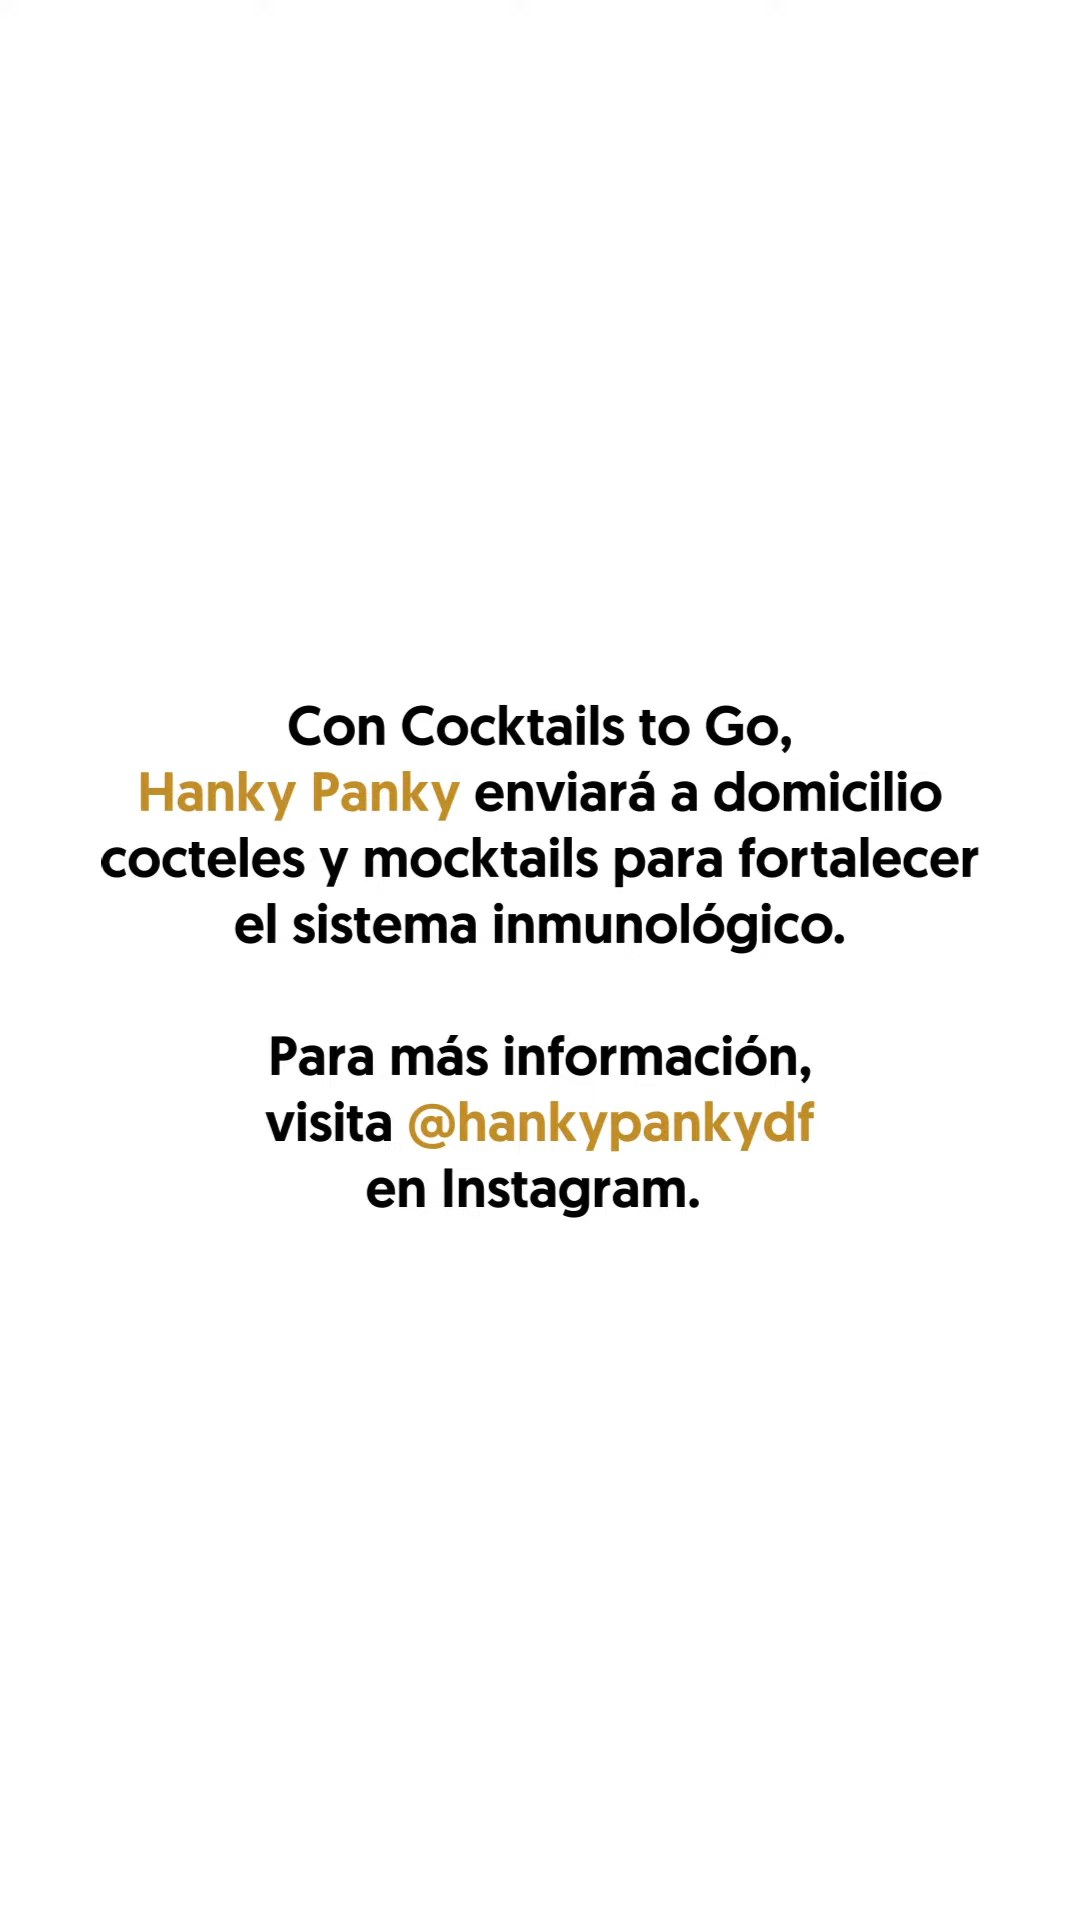 Con Cocktails to Go,
Hanky Panky enviará a domicilio
cocteles y mocktails para fortalecer
el sistema inmunológico.
Para más información,
visita @hankypankydf
en Instagram.